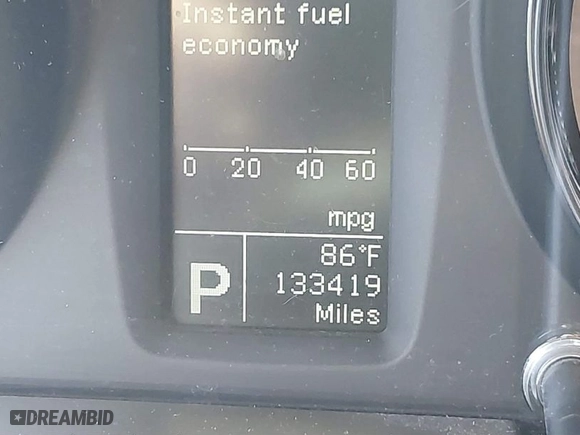 Instant fuel
economy
0 20 40 60
mpg
86°F
P
133419
Miles
DREAMBID